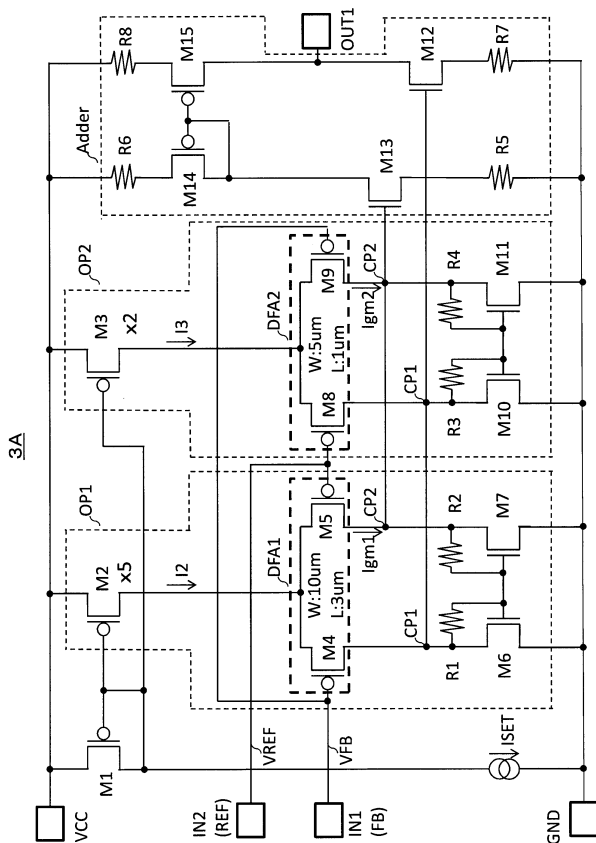 3A
VCC
IN2
(REF)
IN1
(FB)
GND
M1
ISET
VREF
VFB
OP1
M2
x5
I2
DFA1
M4
W:10um
L:3um
M5
Igm1
CP1
CP2
R1
R2
M6
M7
OP2
M3
x2
I3
DFA2
M8
W:5um
L:1um
M9
Igm2
CP1
CP2
R3
R4
M10
M11
Adder
R6
R8
M14
M15
OUT1
M13
M12
R5
R7